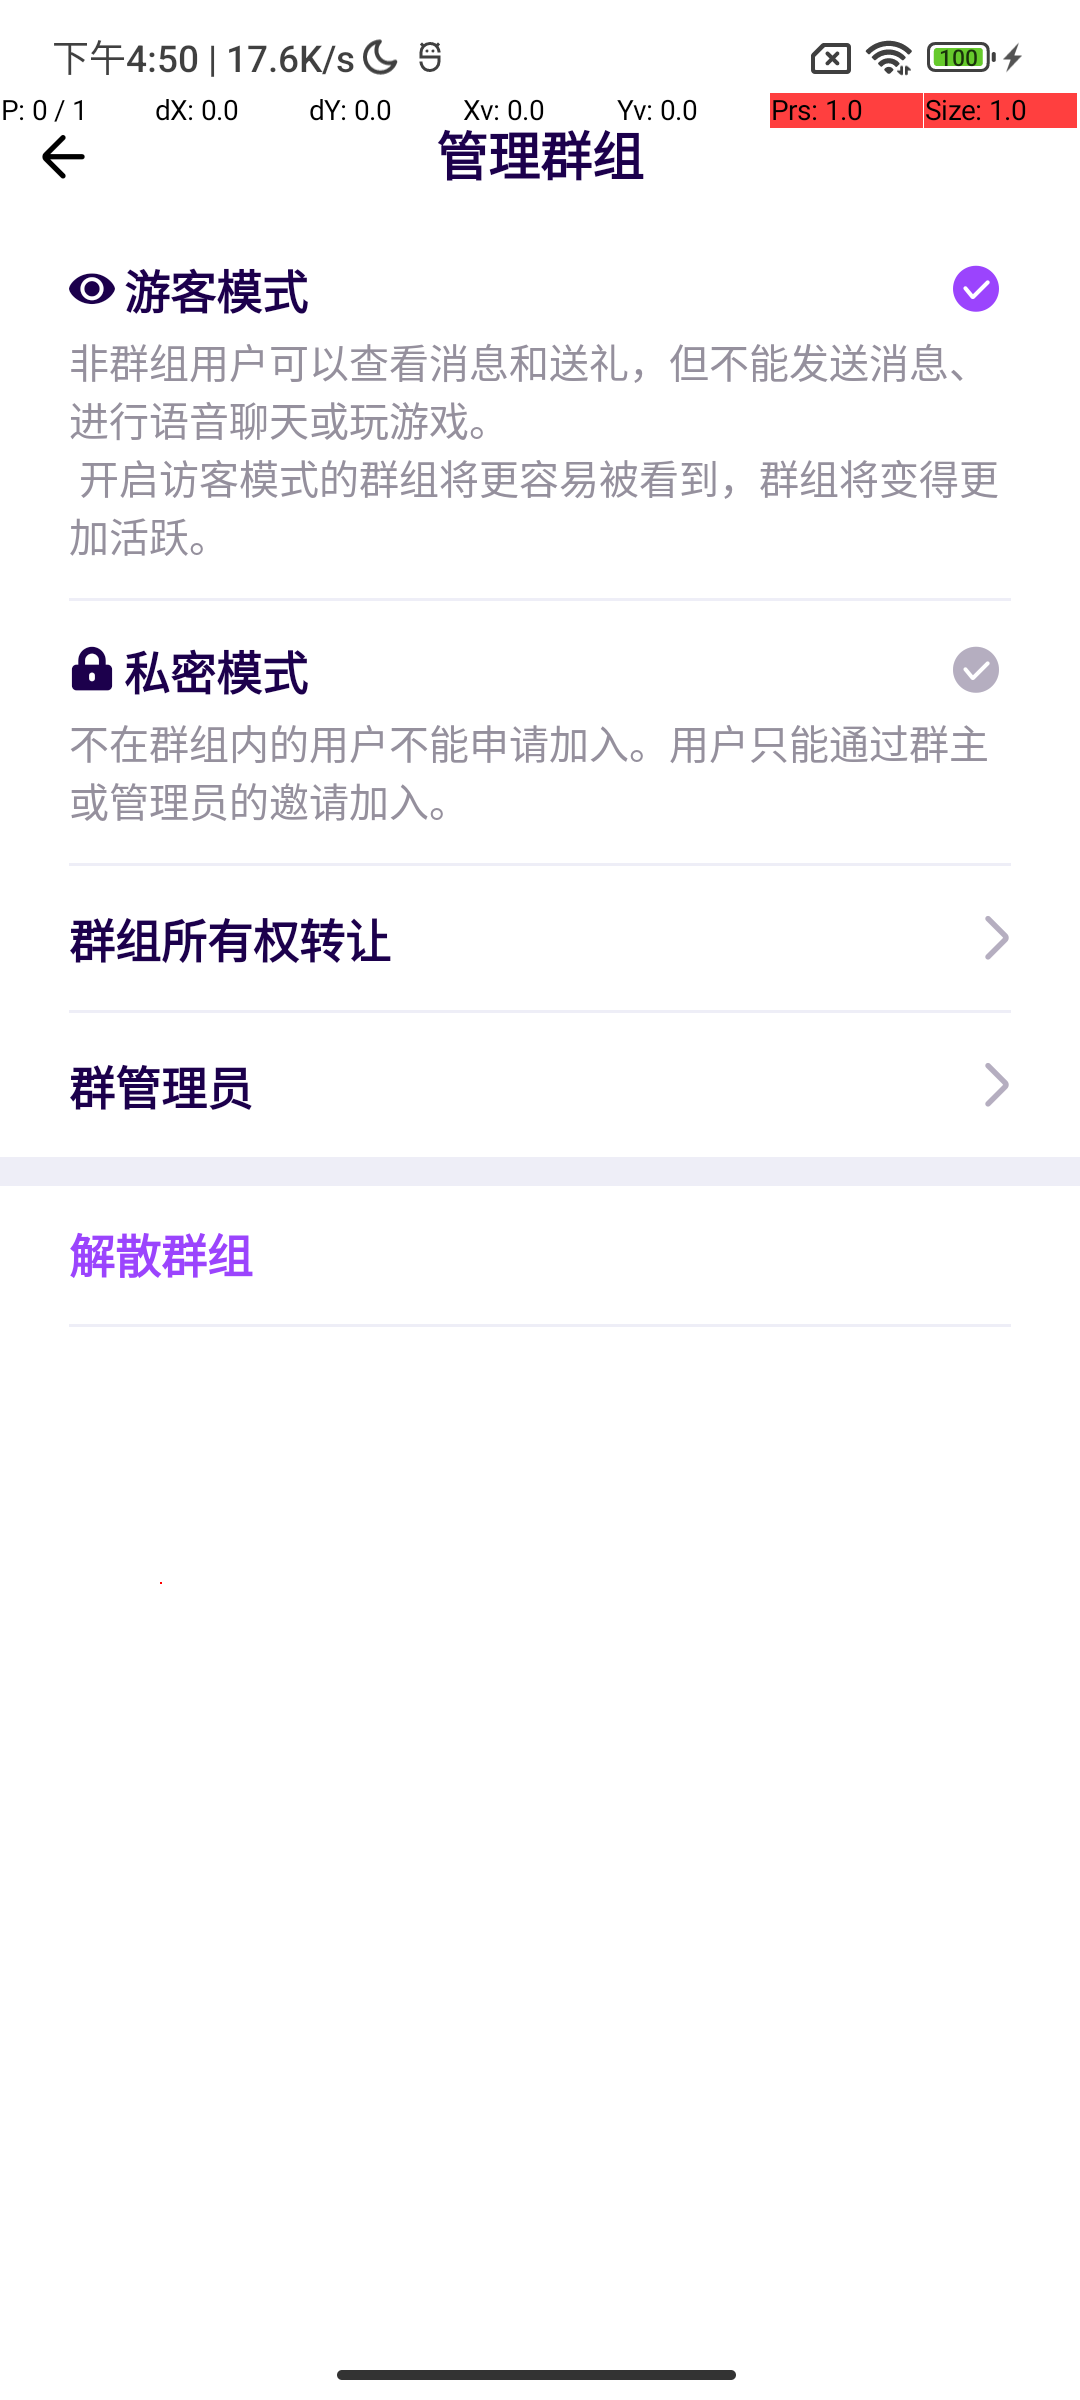 下午4:50 | 17.6K/s
100
P: 0 / 1 dX: 0.0 dY: 0.0 Xv: 0.0 Yv: 0.0 Prs: 1.0 Size: 1.0
管理群组
游客模式
非群组用户可以查看消息和送礼，但不能发送消息、
进行语音聊天或玩游戏。
开启访客模式的群组将更容易被看到，群组将变得更
加活跃。
私密模式
不在群组内的用户不能申请加入。用户只能通过群主
或管理员的邀请加入。
群组所有权转让
群管理员
解散群组